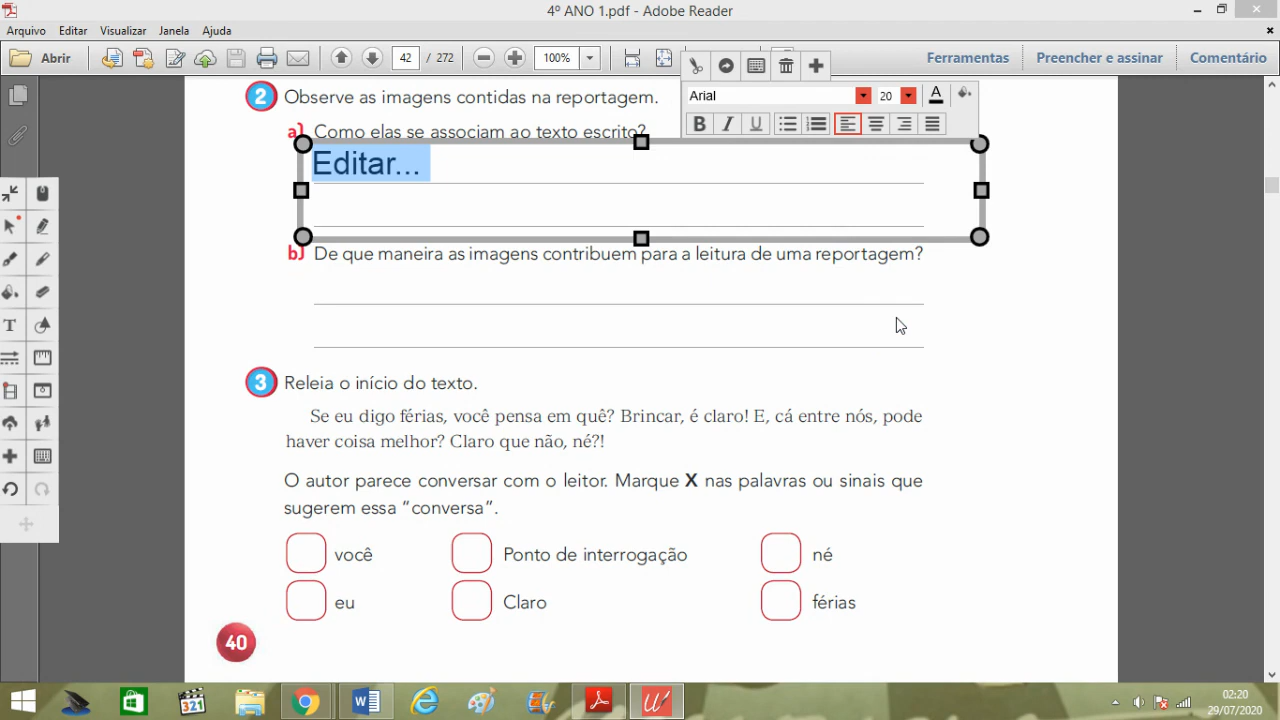 4º ANO 1.pdf - Adobe Reader
Arquivo Editar Visualizar Janela Ajuda
Abrir 42 / 272 100% Ferramentas Preencher e assinar Comentário
Arial 20
B I U
2 Observe as imagens contidas na reportagem.
a) Como elas se associam ao texto escrito?
Editar...
b) De que maneira as imagens contribuem para a leitura de uma reportagem?
3 Releia o início do texto.
Se eu digo férias, você pensa em quê? Brincar, é claro! E, cá entre nós, pode
haver coisa melhor? Claro que não, né?!
O autor parece conversar com o leitor. Marque X nas palavras ou sinais que
sugerem essa “conversa”.
você Ponto de interrogação né
eu Claro férias
40
321
02:20
29/07/2020